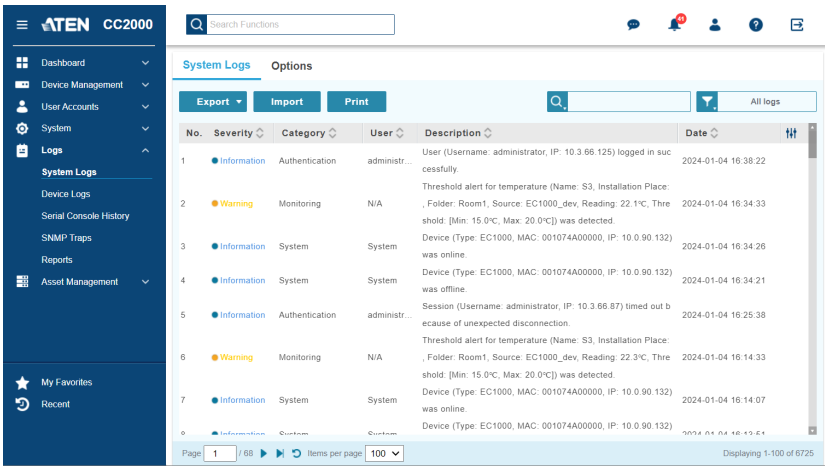 ATEN CC2000
Search Functions
41
Dashboard
Device Management
User Accounts
System
Logs
System Logs
Device Logs
Serial Console History
SNMP Traps
Reports
Asset Management
My Favorites
Recent
System Logs Options
Export Import Print All logs
No. Severity Category User Description Date
1 Information Authentication administr... User (Username: administrator, IP: 10.3.66.125) logged in suc 2024-01-04 16:38:22
cessfully.
Threshold alert for temperature (Name: S3, Installation Place:
2 Warning Monitoring N/A , Folder: Room1, Source: EC1000_dev, Reading: 22.1°C, Thre 2024-01-04 16:34:33
shold: [Min: 15.0°C, Max: 20.0°C]) was detected.
3 Information System System Device (Type: EC1000, MAC: 001074A00000, IP: 10.0.90.132) 2024-01-04 16:34:26
was online.
4 Information System System Device (Type: EC1000, MAC: 001074A00000, IP: 10.0.90.132) 2024-01-04 16:34:21
was offline.
5 Information Authentication administr... Session (Username: administrator, IP: 10.3.66.87) timed out b 2024-01-04 16:25:38
ecause of unexpected disconnection.
Threshold alert for temperature (Name: S3, Installation Place:
6 Warning Monitoring N/A , Folder: Room1, Source: EC1000_dev, Reading: 22.3°C, Thre 2024-01-04 16:14:33
shold: [Min: 15.0°C, Max: 20.0°C]) was detected.
7 Information System System Device (Type: EC1000, MAC: 001074A00000, IP: 10.0.90.132) 2024-01-04 16:14:07
was online.
8 Information System System Device (Type: EC1000, MAC: 001074A00000, IP: 10.0.90.132) 2024-01-04 16:13:51
Page 1 / 68 Items per page 100 Displaying 1-100 of 6725